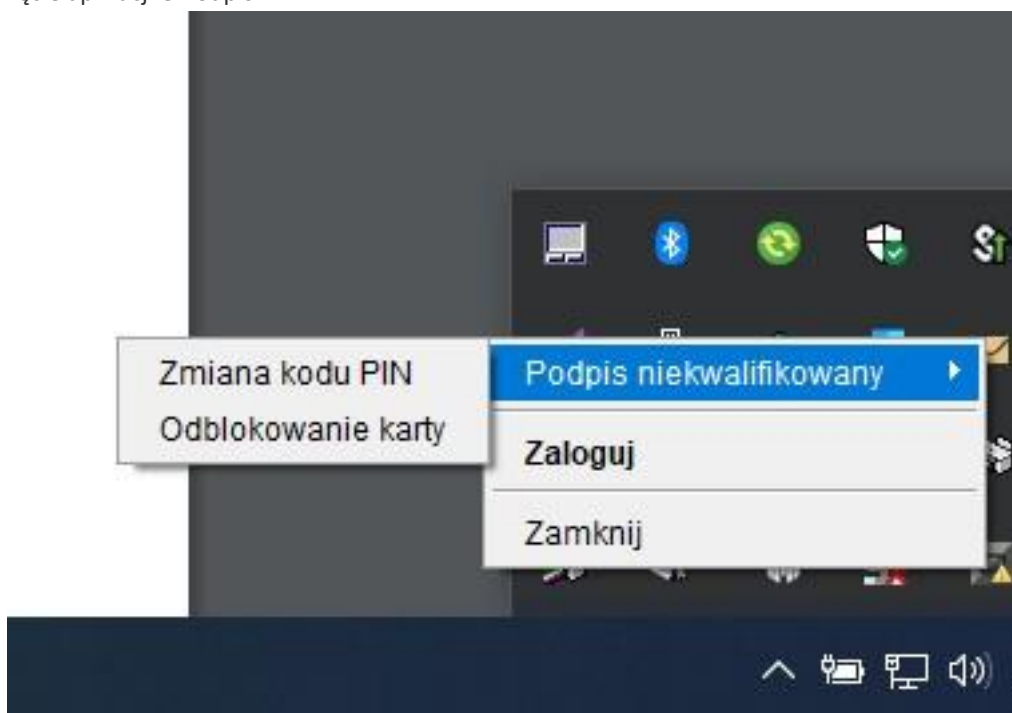 Zmiana kodu PIN
Odblokowanie karty
Podpis niekwalifikowany
Zaloguj
Zamknij